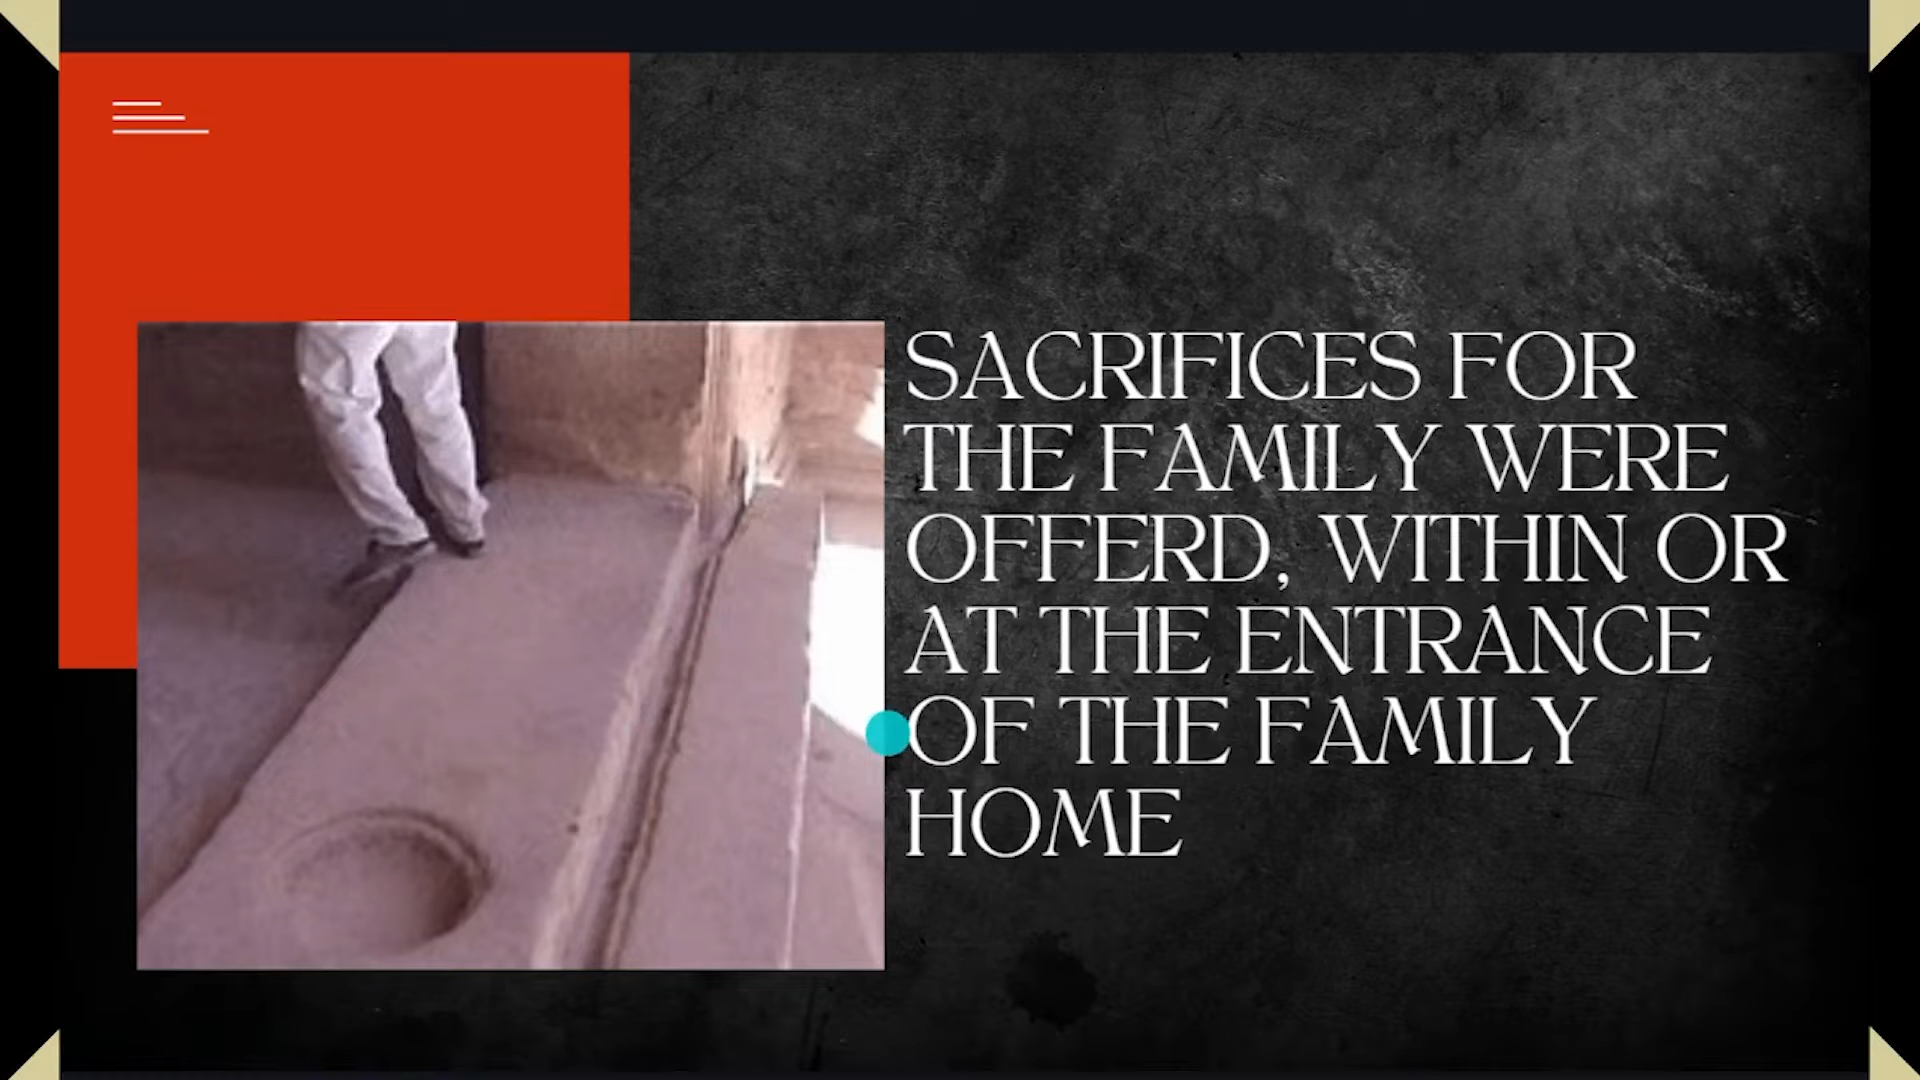 SACRIFICES FOR
THE FAMILY WERE
OFFERD, WITHIN OR
AT THE ENTRANCE
OF THE FAMILY
HOME